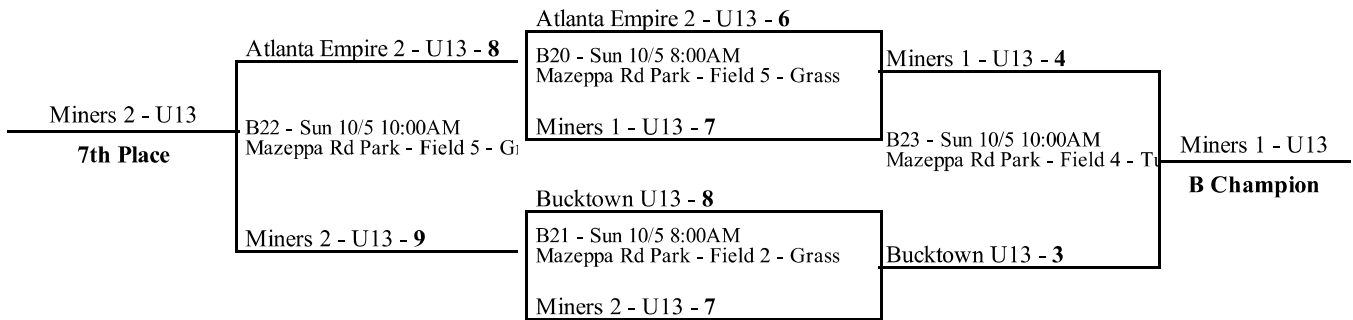 Atlanta Empire 2 - U13 - 6
Atlanta Empire 2 - U13 - 8
B20 - Sun 10/5 8:00AM
Mazeppa Rd Park - Field 5 - Grass
Miners 1 - U13 - 4
Miners 2 - U13
7th Place
B22 - Sun 10/5 10:00AM
Mazeppa Rd Park - Field 5 - G
Miners 1 - U13 - 7
B23 - Sun 10/5 10:00AM
Mazeppa Rd Park - Field 4 - Tu
Miners 1 - U13
B Champion
Bucktown U13 - 8
Miners 2 - U13 - 9
B21 - Sun 10/5 8:00AM
Mazeppa Rd Park - Field 2 - Grass
Bucktown U13 - 3
Miners 2 - U13 - 7